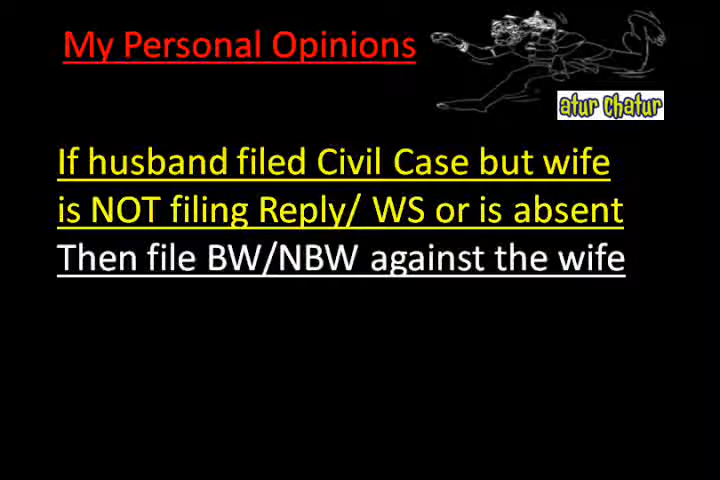 My Personal Opinions
atur chatur
If husband filed Civil Case but wife
is NOT filing Reply/ WS or is absent
Then file BW/NBW against the wife